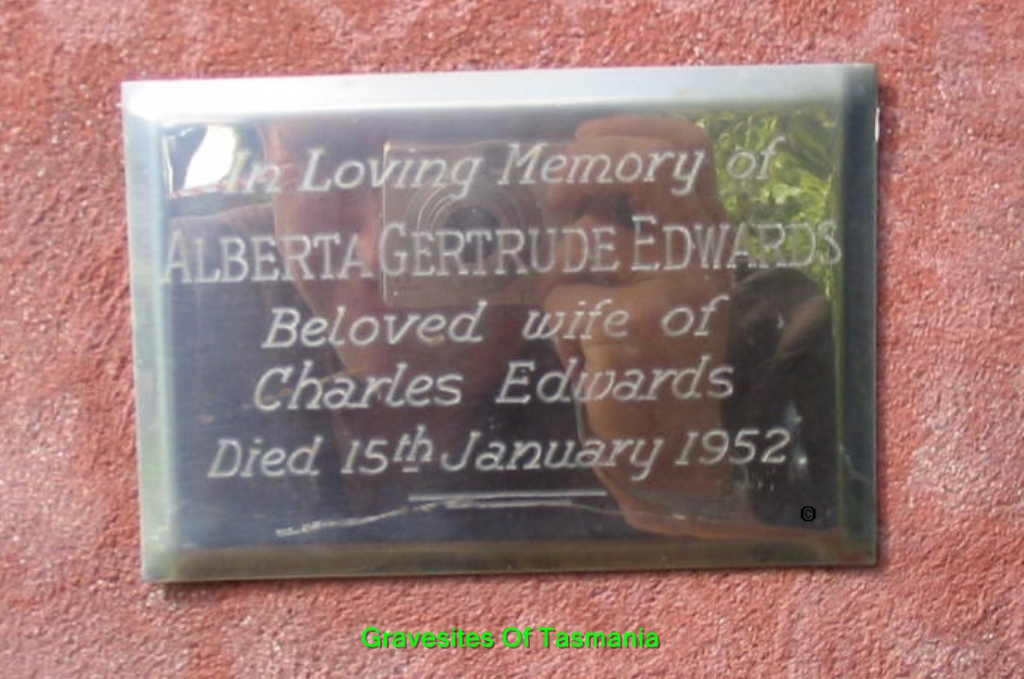 In Loving Memory of
ALBERTA GERTRUDE EDWARDS
Beloved wife of
Charles Edwards
Died 15th January 1952
©
Gravesites Of Tasmania